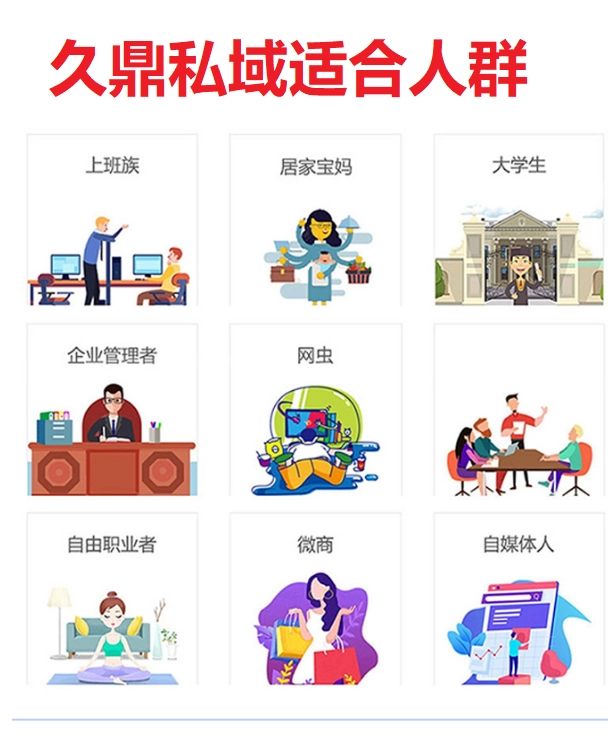 久鼎私域适合人群
上班族
居家宝妈
大学生
企业管理者
网虫
自由职业者
微商
自媒体人